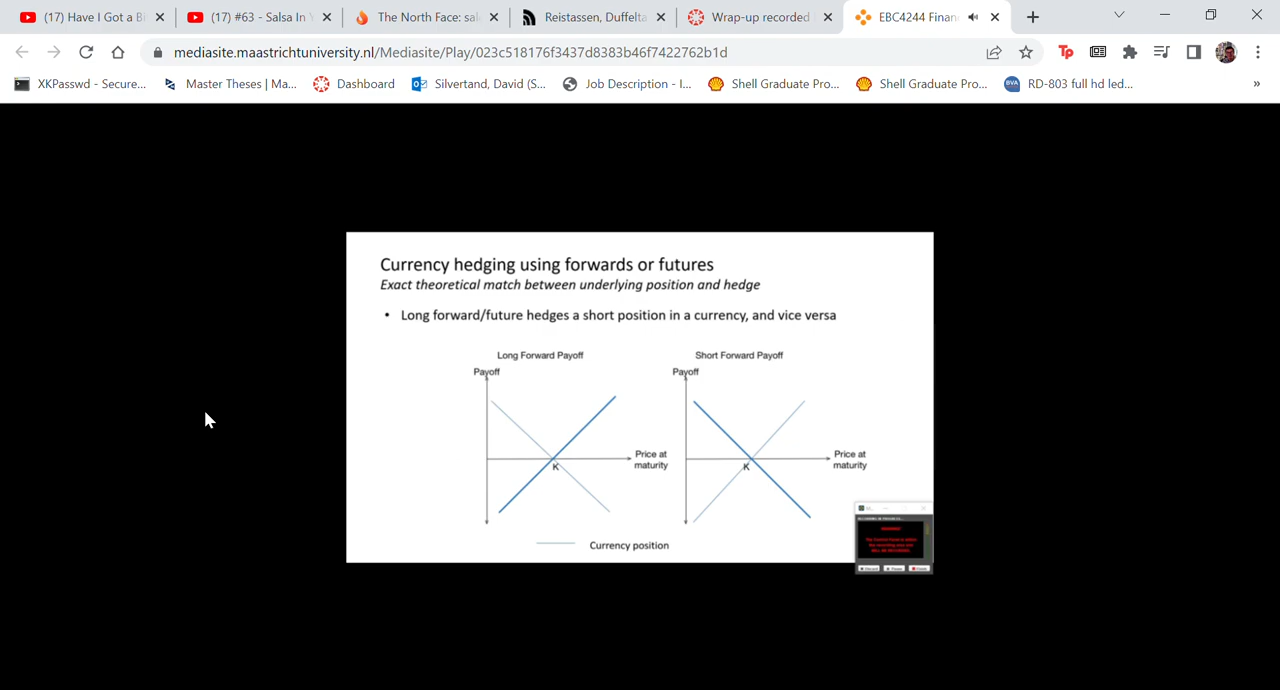 (17) Have I Got a B
(17) #63 - Salsa In Y
The North Face: sal
Reistassen, Duffelta
Wrap-up recorded
EBC4244 Finan
mediasite.maastrichtuniversity.nl/Mediasite/Play/023c518176f3437d8383b46f7422762b1d
XKPasswd - Secure...
Master Theses | Ma...
Dashboard
Silvertand, David (S...
Job Description - I...
Shell Graduate Pro...
Shell Graduate Pro...
RD-803 full hd led...
»
Currency hedging using forwards or futures
Exact theoretical match between underlying position and hedge
• Long forward/future hedges a short position in a currency, and vice versa
Long Forward Payoff
Payoff
K
Price at
maturity
Short Forward Payoff
Payoff
K
Price at
maturity
Currency position